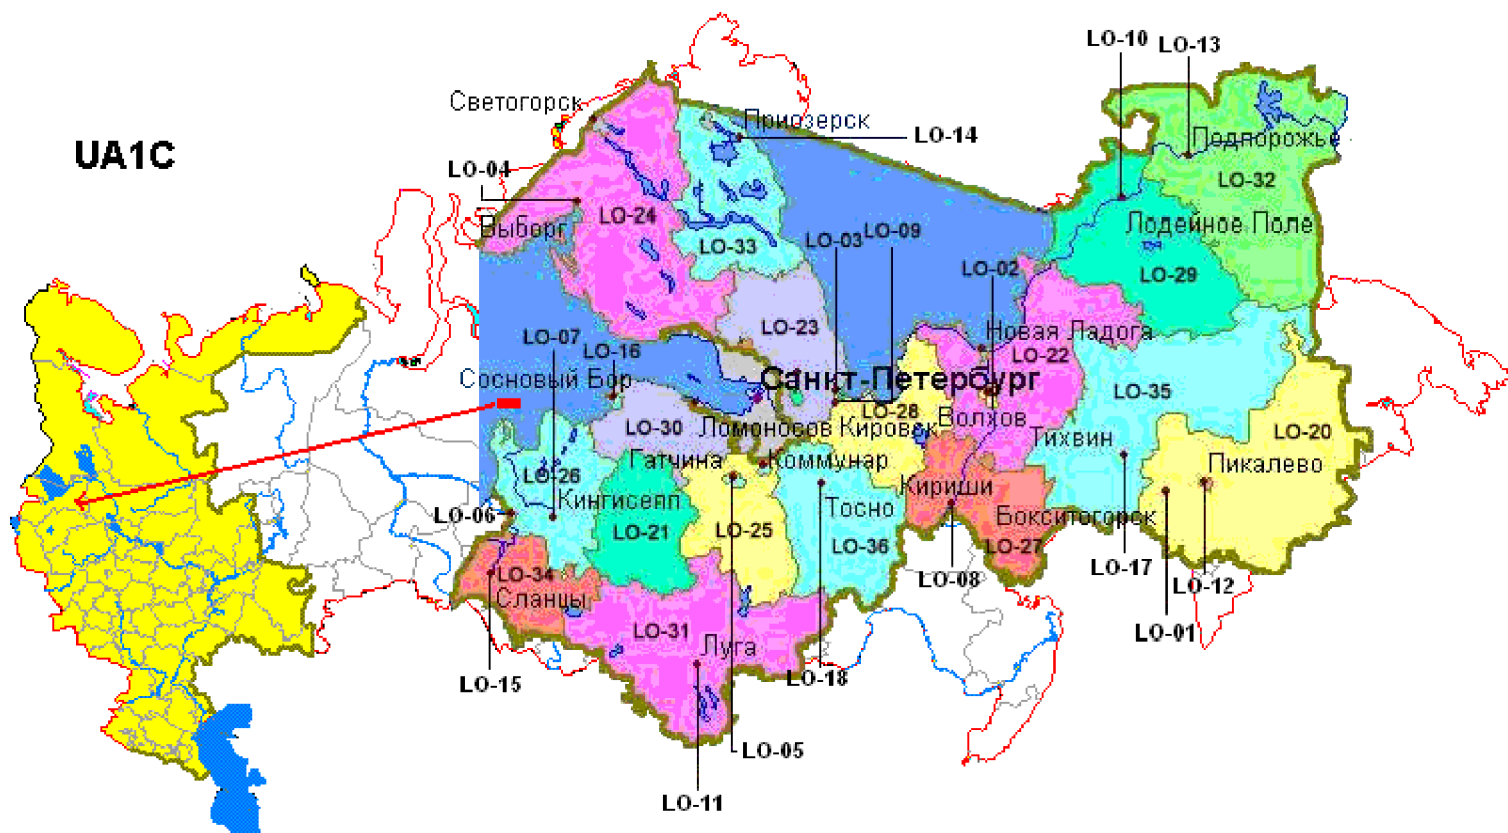 LO-10
LO-13
Светогорск
Приозерск
LO-14
Подпорожье
UA1C
LO-04
LO-32
LO-24
Выборг
LO-33
LO-03
LO-09
Лодейное Поле
LO-02
LO-29
LO-23
Новая Ладога
LO-07
LO-16
LO-22
Сосновый Бор
Санкт-Петербург
LO-35
LO-28
LO-30
Ломоносов
Кировск
Волхов
Тихвин
LO-20
Гатчина
Коммунар
Пикалево
LO-26
Кингисепп
Кириши
Тосно
Бокситогорск
LO-06
LO-21
LO-25
LO-36
LO-27
LO-34
LO-08
LO-17
LO-12
Сланцы
LO-31
Луга
LO-01
LO-15
LO-18
LO-05
LO-11